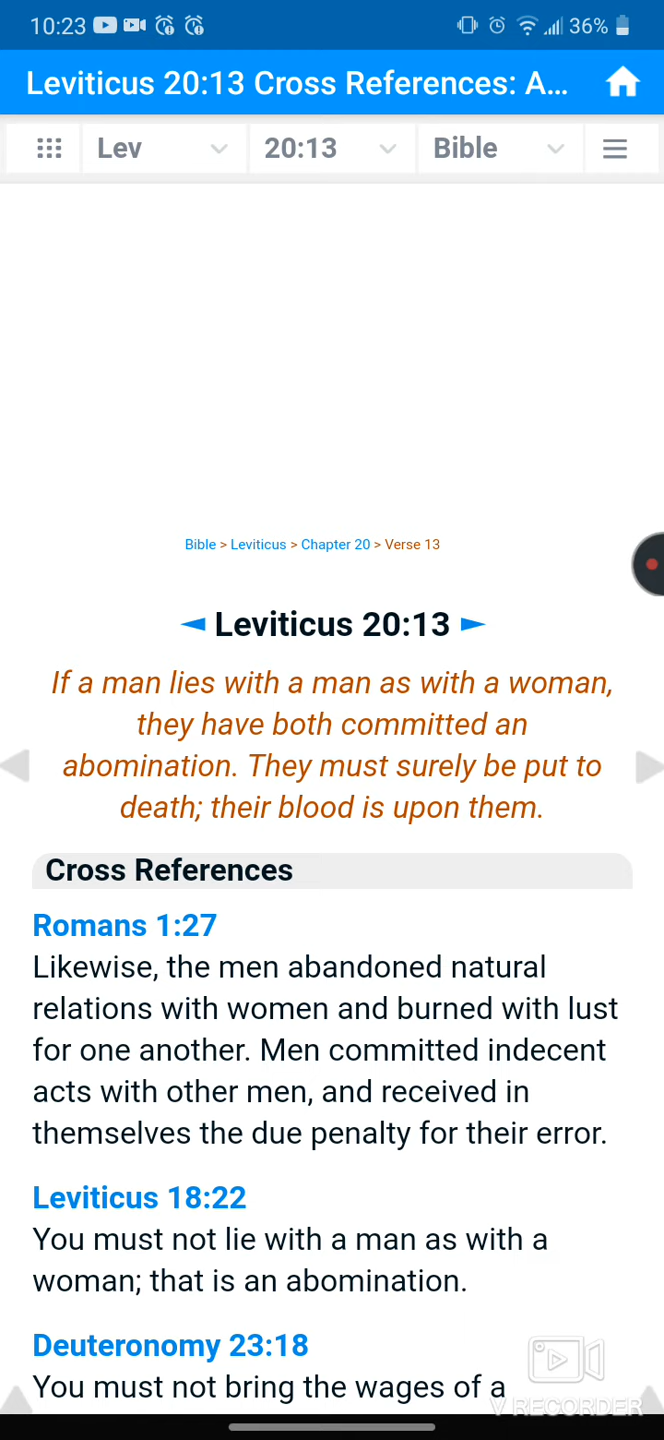 10:23 36%
Leviticus 20:13 Cross References: A...
Lev 20:13 Bible
Bible > Leviticus > Chapter 20 > Verse 13
Leviticus 20:13
If a man lies with a man as with a woman,
they have both committed an
abomination. They must surely be put to
death; their blood is upon them.
Cross References
Romans 1:27
Likewise, the men abandoned natural
relations with women and burned with lust
for one another. Men committed indecent
acts with other men, and received in
themselves the due penalty for their error.
Leviticus 18:22
You must not lie with a man as with a
woman; that is an abomination.
Deuteronomy 23:18
You must not bring the wages of a
V RECORDER